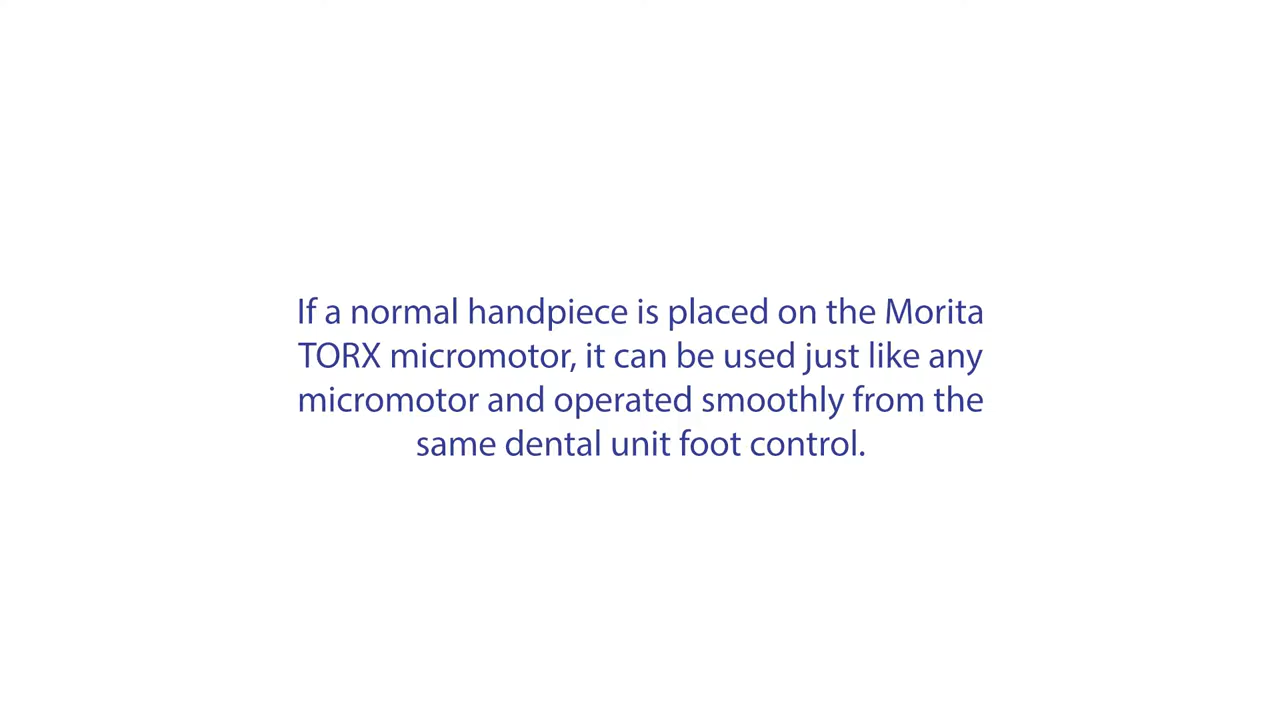 If a normal handpiece is placed on the Morita
TORX micromotor, it can be used just like any
micromotor and operated smoothly from the
same dental unit foot control.